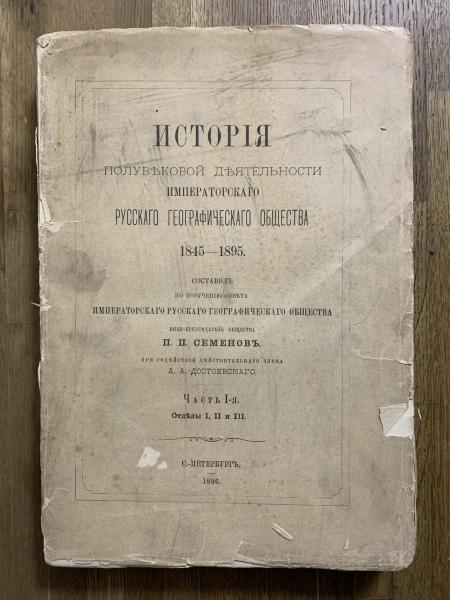 ИСТОРІЯ
ПОЛУВѢКОВОЙ ДѢЯТЕЛЬНОСТИ
ИМПЕРАТОРСКАГО
РУССКАГО ГЕОГРАФИЧЕСКАГО ОБЩЕСТВА
1845—1895.
СОСТАВИЛЪ
ПО ПОРУЧЕНІЮ СОВѢТА
ИМПЕРАТОРСКАГО РУССКАГО ГЕОГРАФИЧЕСКАГО ОБЩЕСТВА
ВИЦЕ-ПРЕДСѢДАТЕЛЬ ОБЩЕСТВА
П. П. СЕМЕНОВЪ,
ПРИ СОДѢЙСТВІИ ДѢЙСТВИТЕЛЬНАГО ЧЛЕНА
А. А. ДОСТОЕВСКАГО.
ЧАСТЬ I-Я.
Отдѣлы I, II и III.
С.-ПЕТЕРБУРГЪ.
1896.